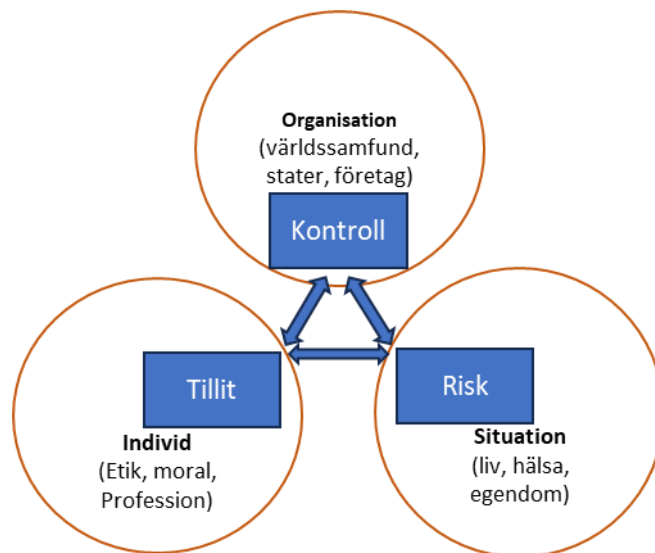 Organisation
(världssamfund,
stater, företag)
Kontroll
Tillit
Individ
(Etik, moral,
Profession)
Risk
Situation
(liv, hälsa,
egendom)